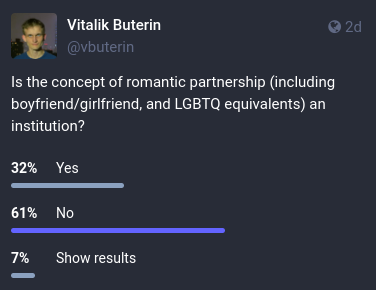 Vitalik Buterin
@vbuterin
2d
Is the concept of romantic partnership (including
boyfriend/girlfriend, and LGBTQ equivalents) an
institution?
32% Yes
61% No
7% Show results